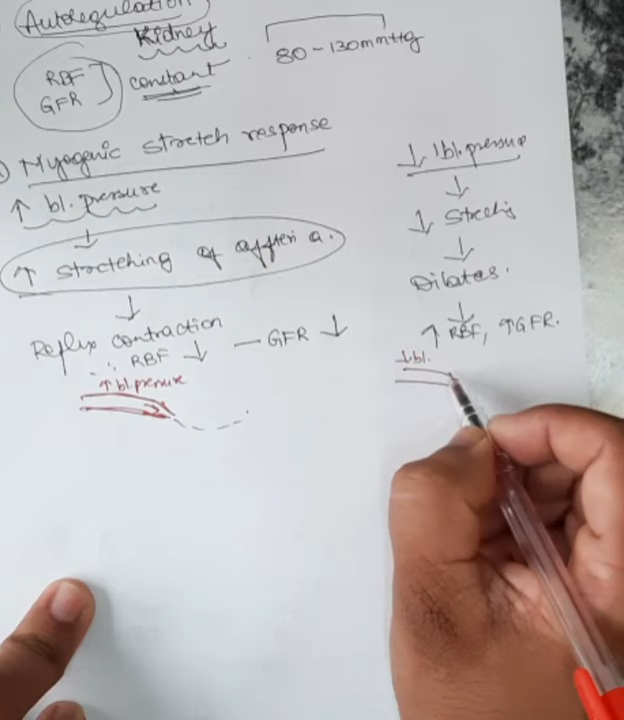 Autoregulation
Kidney
80-130mmHg
RBF
GFR
constant
Myogenic stretch response
↑ bl. pressure
↓
↑ stretching of affern a.
↓
Reflex contraction
∴ RBF ↓ — GFR ↓
↑ bl. pressure
↓ bl. pressure
↓
↓ Stretch
↓
Dilates.
↓
↑ RBF, ↑GFR.
↓bl.